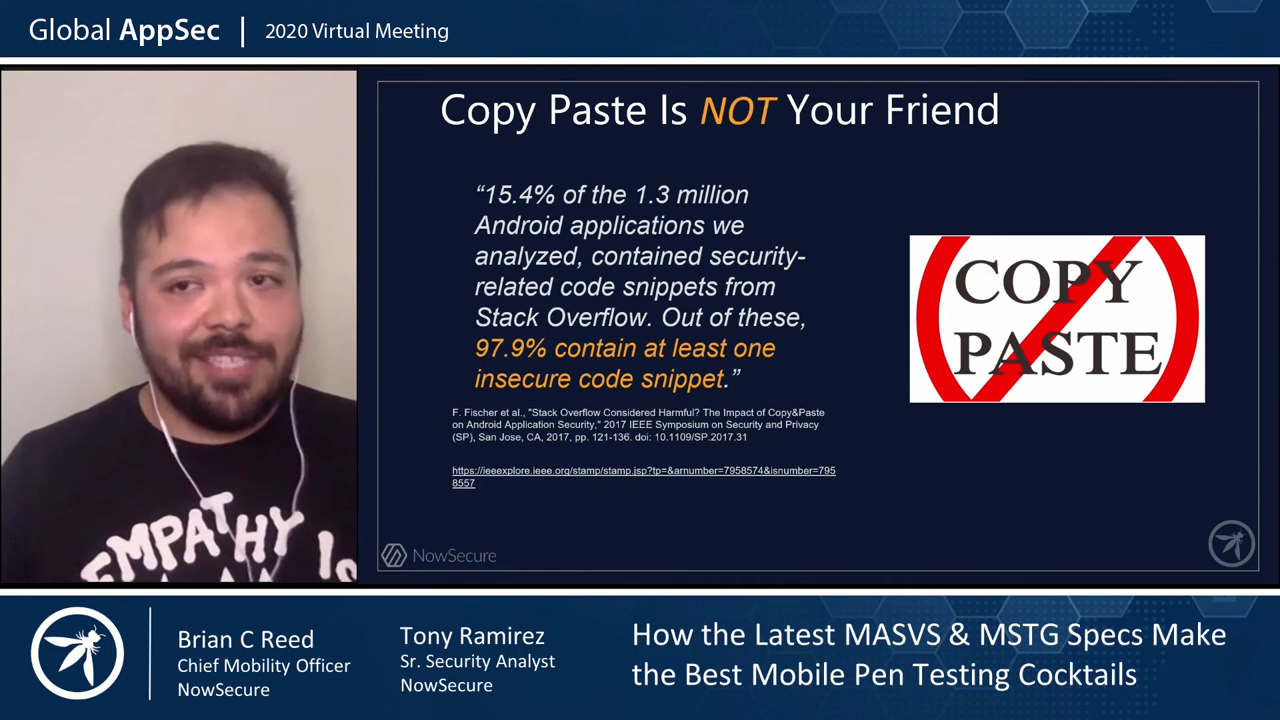 Global AppSec | 2020 Virtual Meeting
Copy Paste Is NOT Your Friend
“15.4% of the 1.3 million
Android applications we
analyzed, contained security-
related code snippets from
Stack Overflow. Out of these,
97.9% contain at least one
insecure code snippet.”
F. Fischer et al., "Stack Overflow Considered Harmful? The Impact of Copy&Paste
on Android Application Security," 2017 IEEE Symposium on Security and Privacy
(SP), San Jose, CA, 2017, pp. 121-136. doi: 10.1109/SP.2017.31
https://ieeexplore.ieee.org/stamp/stamp.jsp?tp=&arnumber=7958574&isnumber=795
8557
COPY
PASTE
NowSecure
EMPATHY IS
Brian C Reed
Chief Mobility Officer
NowSecure
Tony Ramirez
Sr. Security Analyst
NowSecure
How the Latest MASVS & MSTG Specs Make
the Best Mobile Pen Testing Cocktails